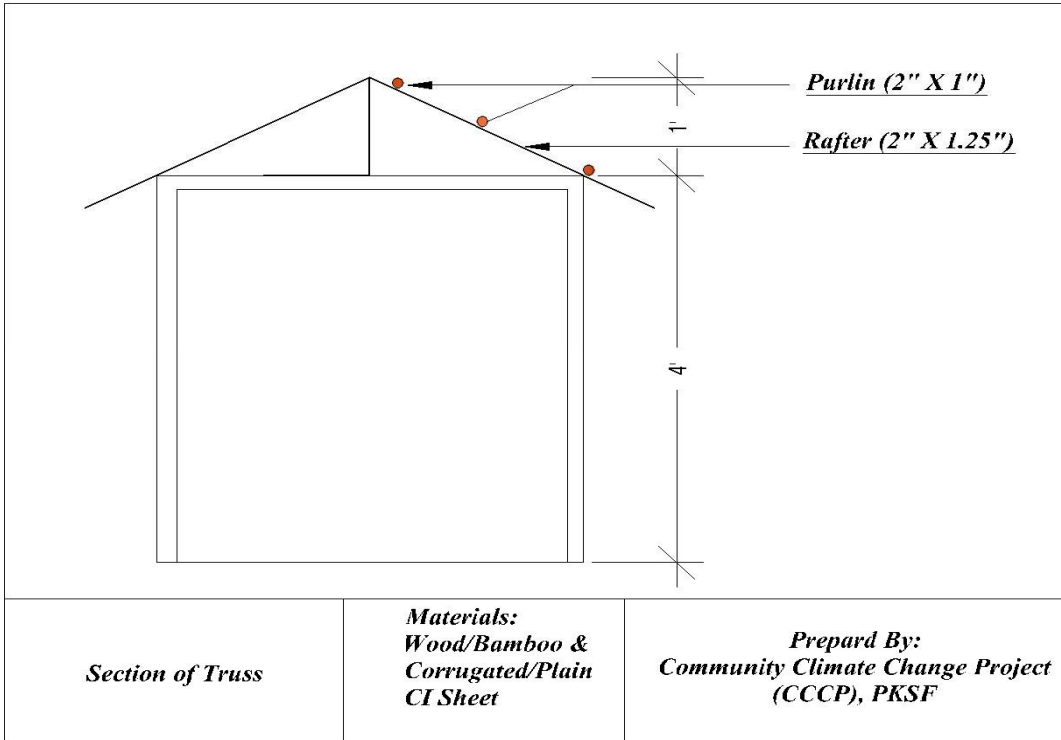 Purlin (2" X 1")
1'
Rafter (2" X 1.25")
4'
Section of Truss
Materials:
Wood/Bamboo &
Corrugated/Plain
CI Sheet
Prepard By:
Community Climate Change Project
(CCCP), PKSF